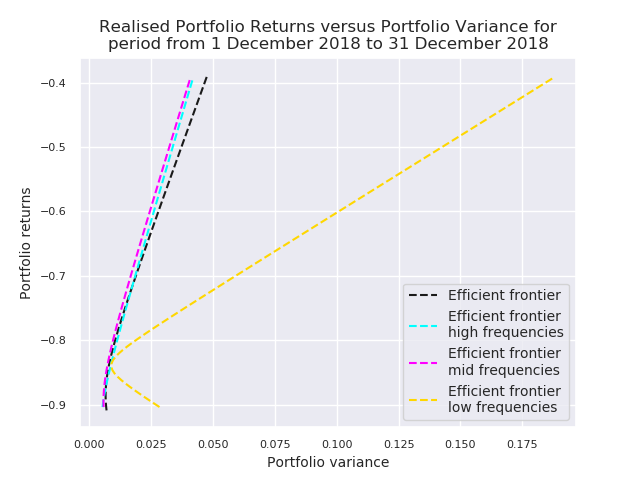 Realised Portfolio Returns versus Portfolio Variance for
period from 1 December 2018 to 31 December 2018
Portfolio returns
−0.4
−0.5
−0.6
−0.7
−0.8
−0.9
Efficient frontier
Efficient frontier
high frequencies
Efficient frontier
mid frequencies
Efficient frontier
low frequencies
0.000 0.025 0.050 0.075 0.100 0.125 0.150 0.175
Portfolio variance